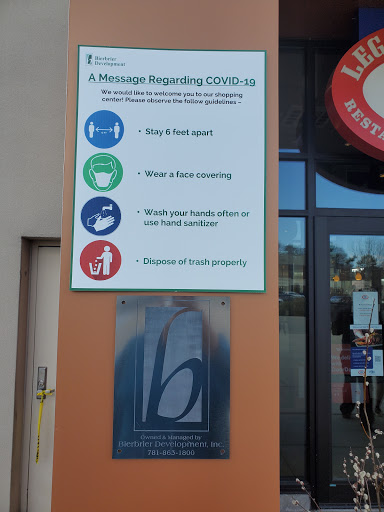 Bierbrier
Development
A Message Regarding COVID-19
We would like to welcome you to our shopping
center! Please observe the follow guidelines –
• Stay 6 feet apart
• Wear a face covering
• Wash your hands often or
use hand sanitizer
• Dispose of trash properly
b
Owned & Managed by
Bierbrier Development, Inc.
781-663-1800
LEG
RESTA